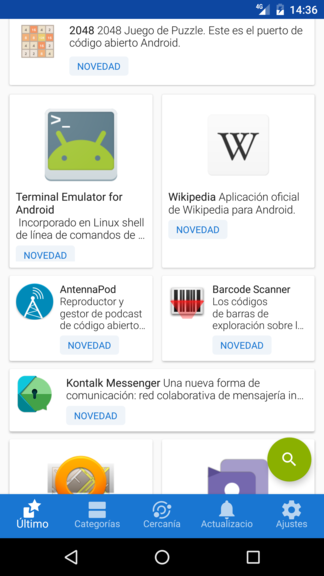 4G 14:36
2048 2048 Juego de Puzzle. Este es el puerto de
código abierto Android.
NOVEDAD
>_
Terminal Emulator for
Android
Incorporado en Linux shell
de línea de comandos de ...
NOVEDAD
W
Wikipedia Aplicación oficial
de Wikipedia para Android.
NOVEDAD
AntennaPod
Reproductor y
gestor de podcast
de código abierto...
NOVEDAD
Barcode Scanner
Los códigos
de barras de
exploración sobre l...
NOVEDAD
Kontalk Messenger Una nueva forma de
comunicación: red colaborativa de mensajería in...
NOVEDAD
Último
Categorías
Cercanía
Actualizacio
Ajustes